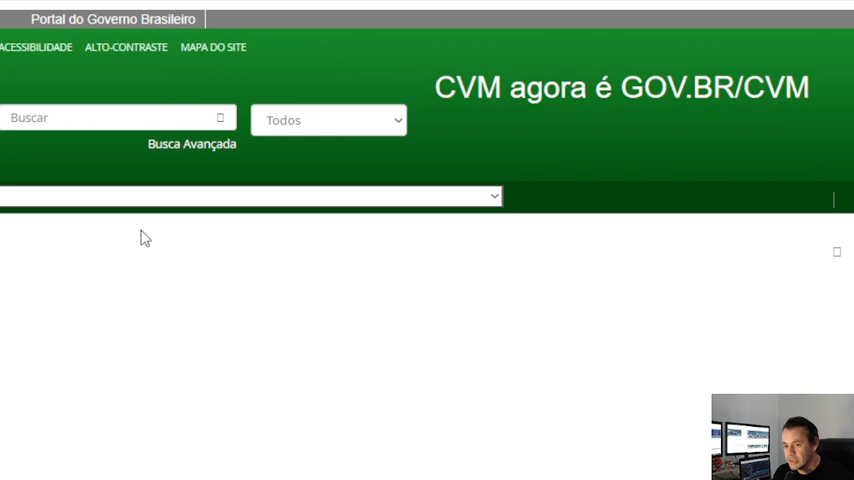 Portal do Governo Brasileiro
ACESSIBILIDADE ALTO-CONTRASTE MAPA DO SITE
CVM agora é GOV.BR/CVM
Buscar
Todos
Busca Avançada